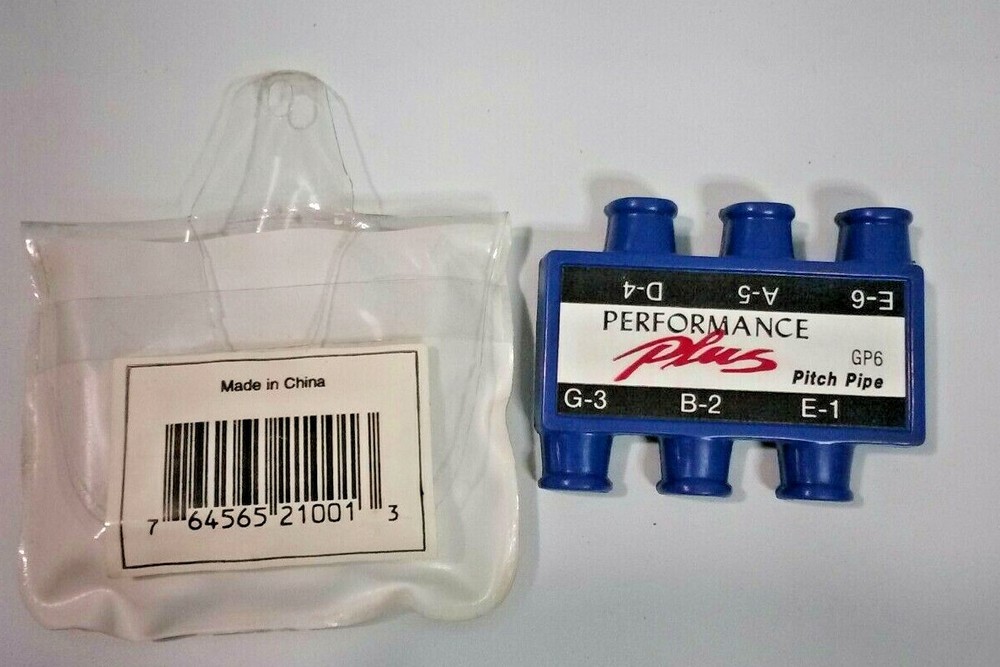 Made in China
7 64565 21001 3
D-4 A-5 E-6
PERFORMANCE
plus
GP6
Pitch Pipe
G-3 B-2 E-1